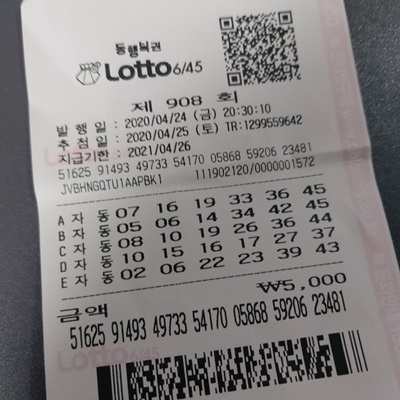 동행복권
Lotto6/45
제 908 회
발 행 일 : 2020/04/24 (금) 20:30:10
추 첨 일 : 2020/04/25 (토) TR:1299559642
지급기한 : 2021/04/26
51625 91493 49733 54170 05868 59206 23481
JVBHNGQTU1AAPBK1 111902120/0000001572
A 자 동 07 16 19 33 36 45
B 자 동 05 06 14 34 42 45
C 자 동 08 10 19 26 36 44
D 자 동 10 15 16 17 27 37
E 자 동 02 06 22 23 39 43
금액 ₩5,000
51625 91493 49733 54170 05868 59206 23481
Lotto6/45